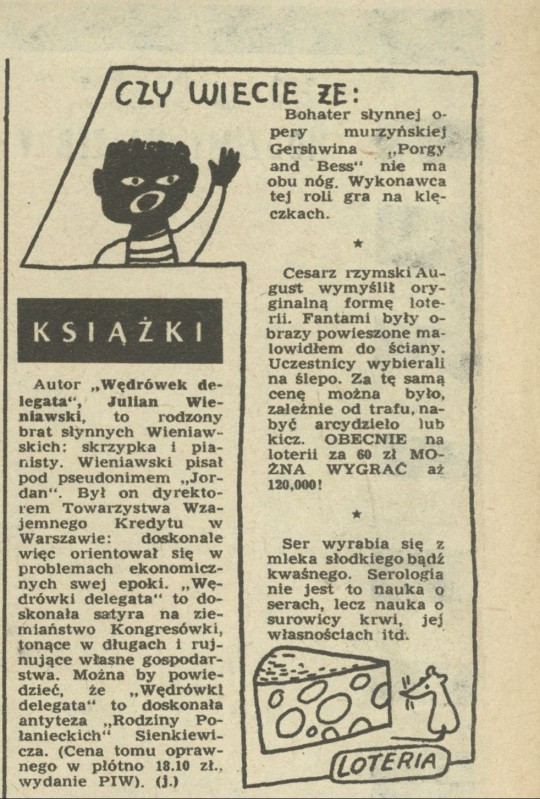 CZY WIECIE ŻE:
Bohater słynnej o-
pery murzyńskiej
Gershwina „Porgy
and Bess“ nie ma
obu nóg. Wykonawca
tej roli gra na klę-
czkach.
★
Cesarz rzymski Au-
gust wymyślił ory-
ginalną formę lote-
rii. Fantami były o-
brazy powieszone ma-
lowidłem do ściany.
Uczestnicy wybierali
na ślepo. Za tę samą
cenę można było,
zależnie od trafu, na-
być arcydzieło lub
kicz. OBECNIE na
loterii za 60 zł MO-
ŻNA WYGRAĆ aż
120,000!
★
Ser wyrabia się z
mleka słodkiego bądź
kwaśnego. Serologia
nie jest to nauka o
serach, lecz nauka o
surowicy krwi, jej
własnościach itd.
LOTERIA
KSIĄŻKI
Autor „Wędrówek de-
legata“, Julian Wie-
niawski, to rodzony
brat słynnych Wieniaw-
skich: skrzypka i pia-
nisty. Wieniawski pisał
pod pseudonimem „Jor-
dan“. Był on dyrekto-
rem Towarzystwa Wza-
jemnego Kredytu w
Warszawie: doskonale
więc orientował się w
problemach ekonomicz-
nych swej epoki. „Wę-
drówki delegata“ to do-
skonała satyra na zie-
miaństwo Kongresówki,
tonące w długach i ruj-
nujące własne gospodar-
stwa. Można by powie-
dzieć, że „Wędrówki
delegata“ to doskonała
antyteza „Rodziny Po-
łanieckich“ Sienkiewi-
cza. (Cena tomu opraw-
nego w płótno 18.10 zł.,
wydanie PIW). (j.)